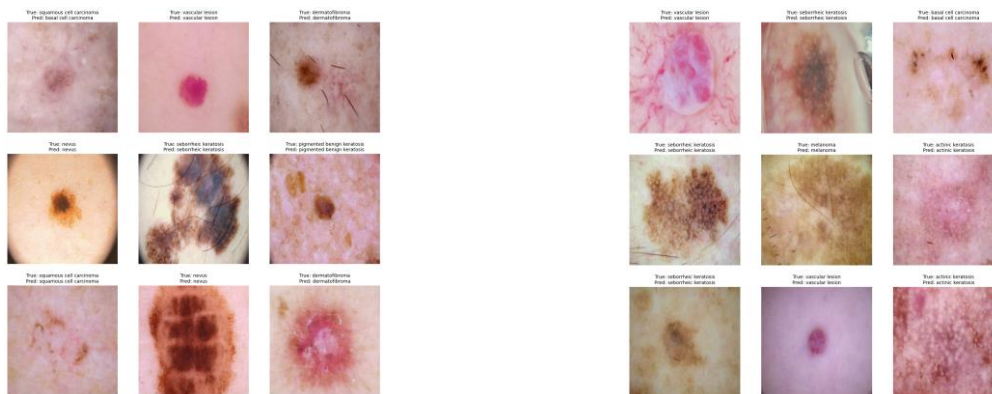 True: squamous cell carcinoma
Pred: basal cell carcinoma
True: vascular lesion
Pred: vascular lesion
True: dermatofibroma
Pred: dermatofibroma
True: nevus
Pred: nevus
True: seborrheic keratosis
Pred: seborrheic keratosis
True: pigmented benign keratosis
Pred: pigmented benign keratosis
True: squamous cell carcinoma
Pred: squamous cell carcinoma
True: nevus
Pred: nevus
True: dermatofibroma
Pred: dermatofibroma
True: vascular lesion
Pred: vascular lesion
True: seborrheic keratosis
Pred: seborrheic keratosis
True: basal cell carcinoma
Pred: basal cell carcinoma
True: seborrheic keratosis
Pred: seborrheic keratosis
True: melanoma
Pred: melanoma
True: actinic keratosis
Pred: actinic keratosis
True: seborrheic keratosis
Pred: seborrheic keratosis
True: vascular lesion
Pred: vascular lesion
True: actinic keratosis
Pred: actinic keratosis